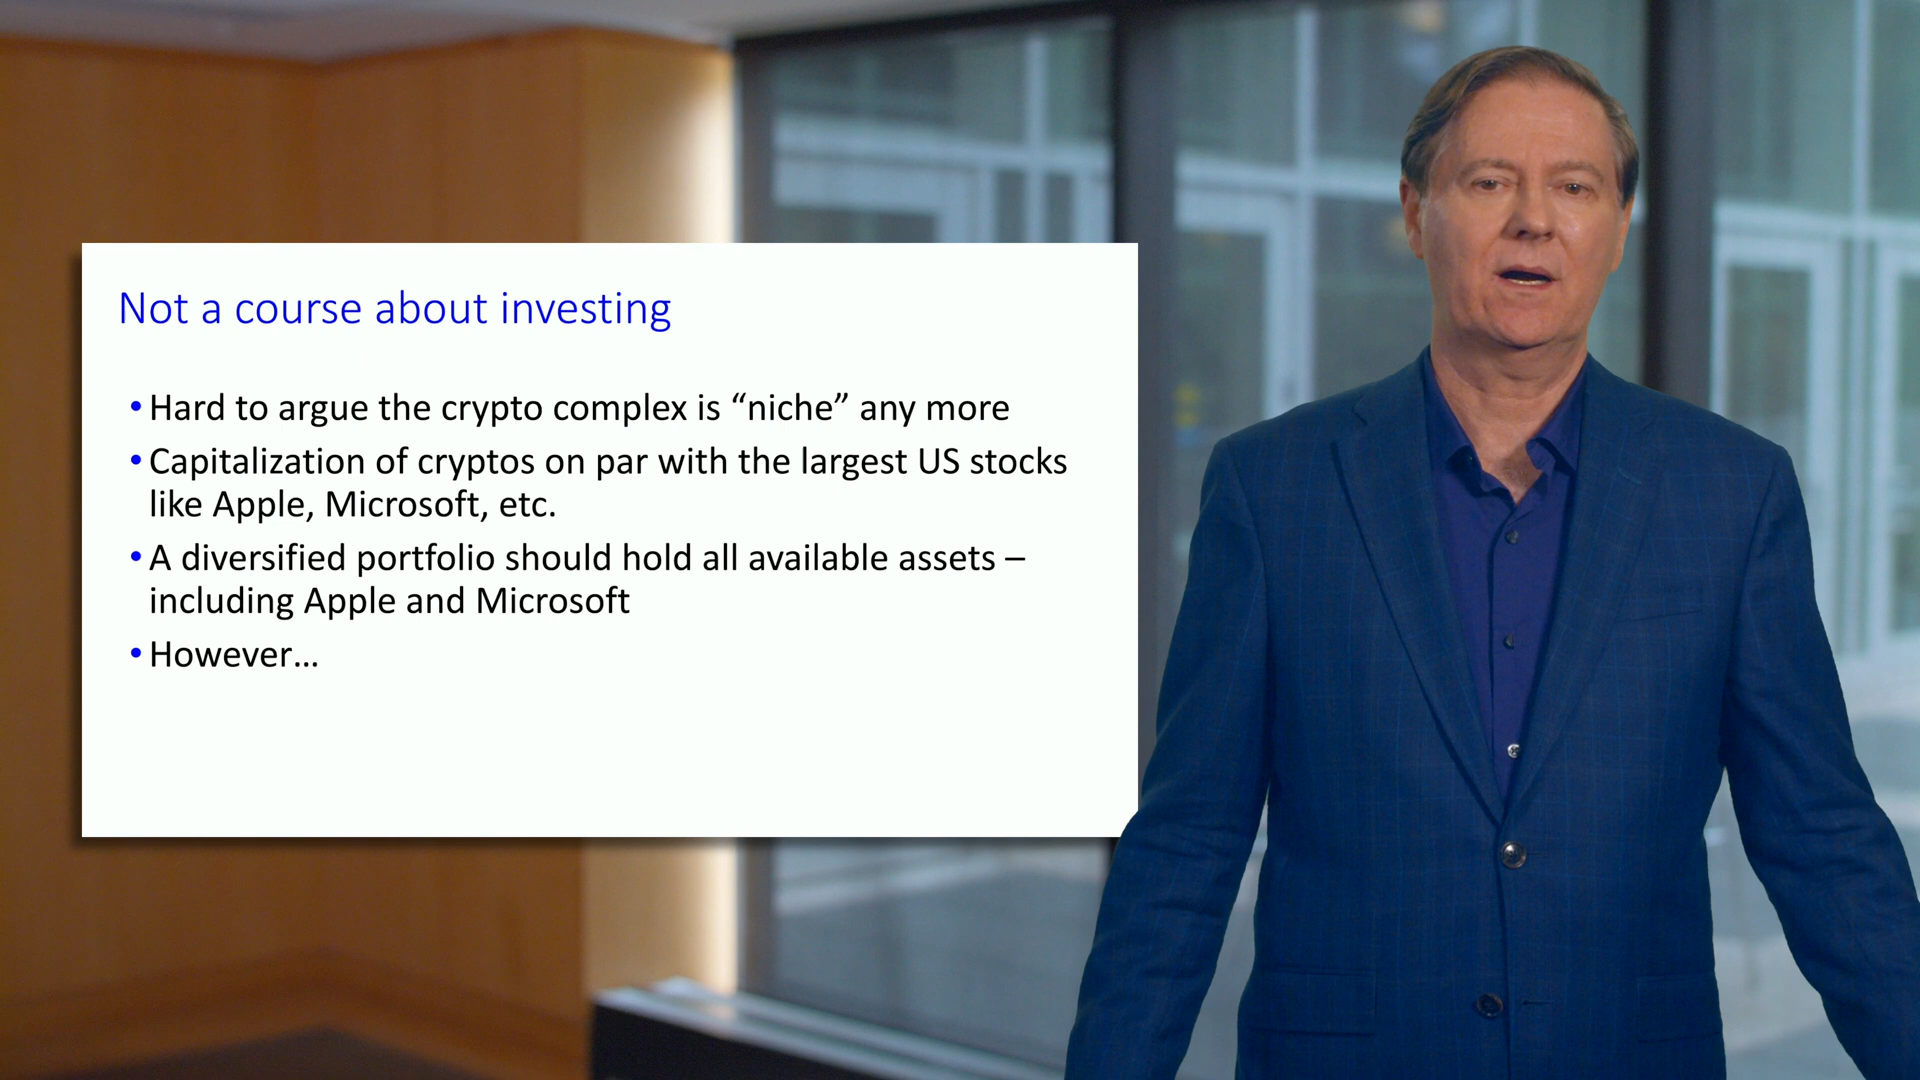 Not a course about investing
• Hard to argue the crypto complex is “niche” any more
• Capitalization of cryptos on par with the largest US stocks
like Apple, Microsoft, etc.
• A diversified portfolio should hold all available assets –
including Apple and Microsoft
• However…